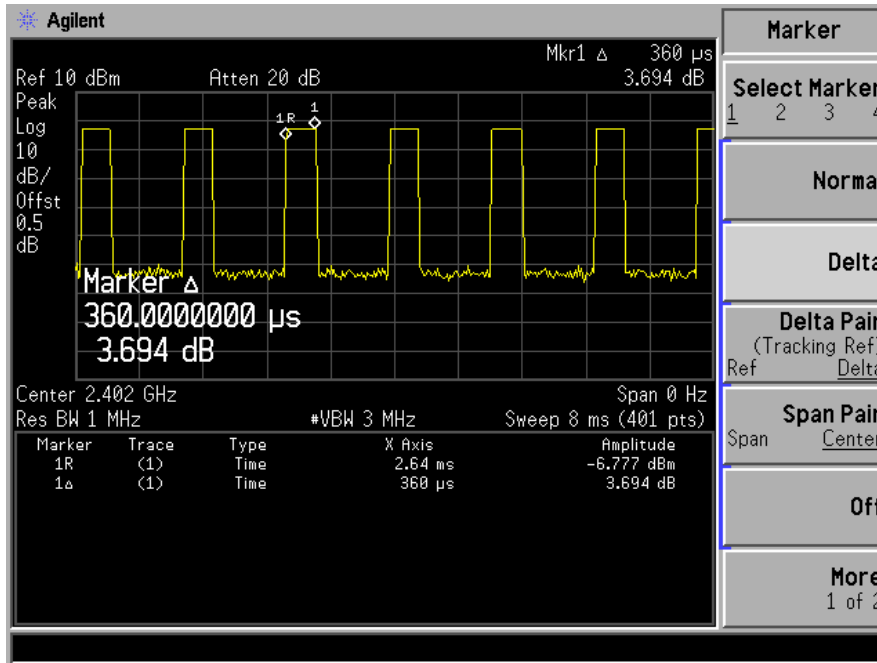 Agilent
Mkr1 Δ 360 µs
Ref 10 dBm Atten 20 dB 3.694 dB
Peak
Log
10
dB/
Offst
0.5
dB
1R
1
Marker Δ
360.0000000 µs
3.694 dB
Center 2.402 GHz Span 0 Hz
Res BW 1 MHz #VBW 3 MHz Sweep 8 ms (401 pts)
Marker Trace Type X Axis Amplitude
1R (1) Time 2.64 ms -6.777 dBm
1Δ (1) Time 360 µs 3.694 dB
Marker
Select Marker
1 2 3 4
Norma
Delta
Delta Pair
(Tracking Ref)
Ref Delta
Span Pair
Span Center
Off
More
1 of 2